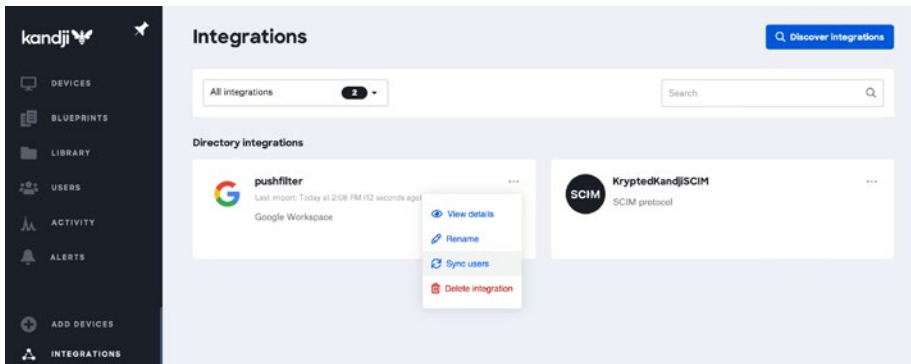 kandji
DEVICES
BLUEPRINTS
LIBRARY
USERS
ACTIVITY
ALERTS
ADD DEVICES
INTEGRATIONS
Integrations
Discover integrations
All integrations 2
Search
Directory integrations
pushfilter
Last import: Today at 2:08 PM (12 seconds ago)
Google Workspace
View details
Rename
Sync users
Delete integration
SCIM
KryptedKandjiSCIM
SCIM protocol